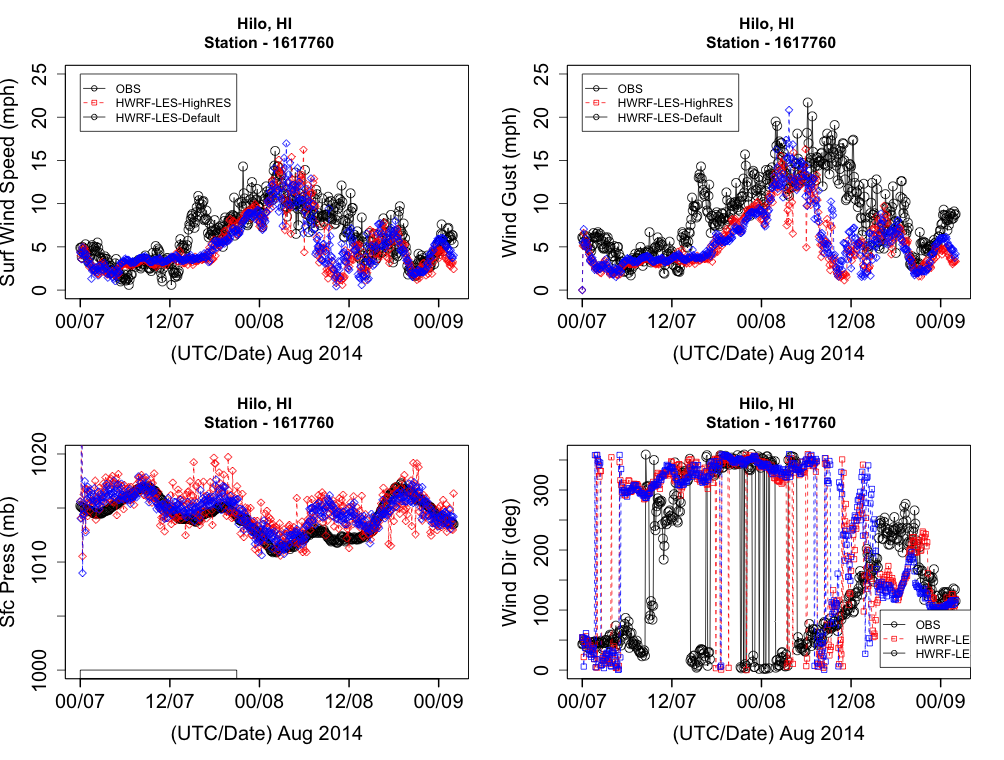 Hilo, HI
Station - 1617760
Surf Wind Speed (mph)
25
20
15
10
5
0
OBS
HWRF-LES-HighRES
HWRF-LES-Default
00/07 12/07 00/08 12/08 00/09
(UTC/Date) Aug 2014
Hilo, HI
Station - 1617760
Wind Gust (mph)
25
20
15
10
5
0
OBS
HWRF-LES-HighRES
HWRF-LES-Default
00/07 12/07 00/08 12/08 00/09
(UTC/Date) Aug 2014
Hilo, HI
Station - 1617760
Sfc Press (mb)
1020
1010
1000
00/07 12/07 00/08 12/08 00/09
(UTC/Date) Aug 2014
Hilo, HI
Station - 1617760
Wind Dir (deg)
300
200
100
0
OBS
HWRF-LE
HWRF-LE
00/07 12/07 00/08 12/08 00/09
(UTC/Date) Aug 2014